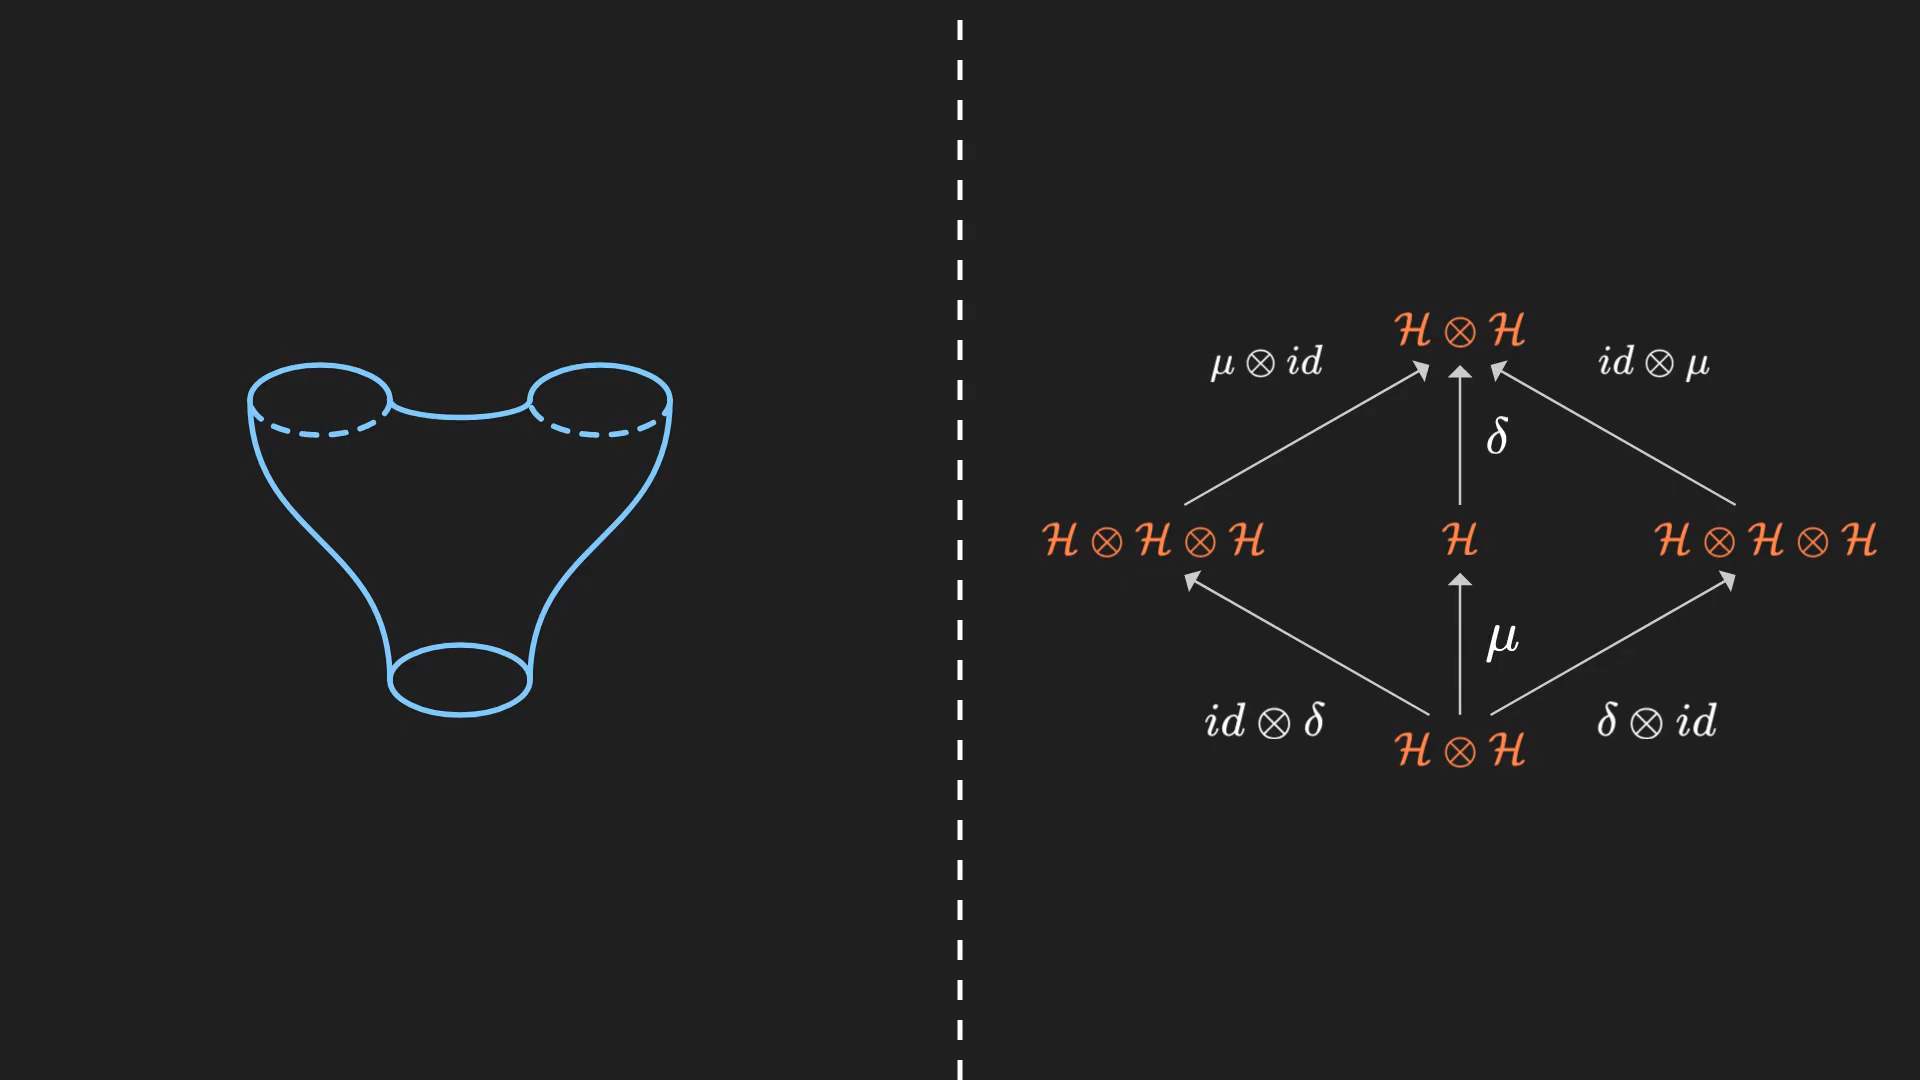 ℋ ⊗ ℋ
μ ⊗ id
id ⊗ μ
δ
ℋ ⊗ ℋ ⊗ ℋ
ℋ
ℋ ⊗ ℋ ⊗ ℋ
μ
id ⊗ δ
δ ⊗ id
ℋ ⊗ ℋ